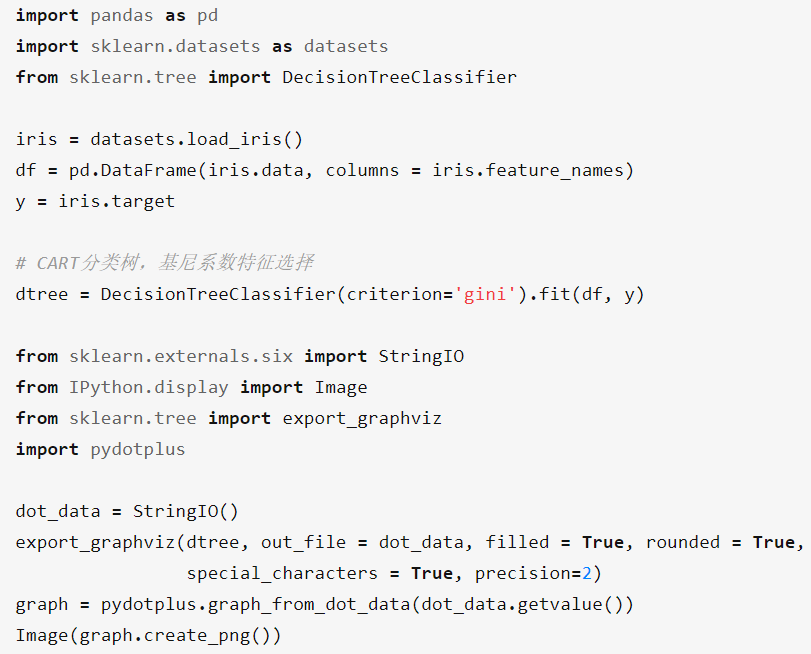 import pandas as pd
import sklearn.datasets as datasets
from sklearn.tree import DecisionTreeClassifier
iris = datasets.load_iris()
df = pd.DataFrame(iris.data, columns = iris.feature_names)
y = iris.target
# CART分类树，基尼系数特征选择
dtree = DecisionTreeClassifier(criterion='gini').fit(df, y)
from sklearn.externals.six import StringIO
from IPython.display import Image
from sklearn.tree import export_graphviz
import pydotplus
dot_data = StringIO()
export_graphviz(dtree, out_file = dot_data, filled = True, rounded = True,
                special_characters = True, precision=2)
graph = pydotplus.graph_from_dot_data(dot_data.getvalue())
Image(graph.create_png())